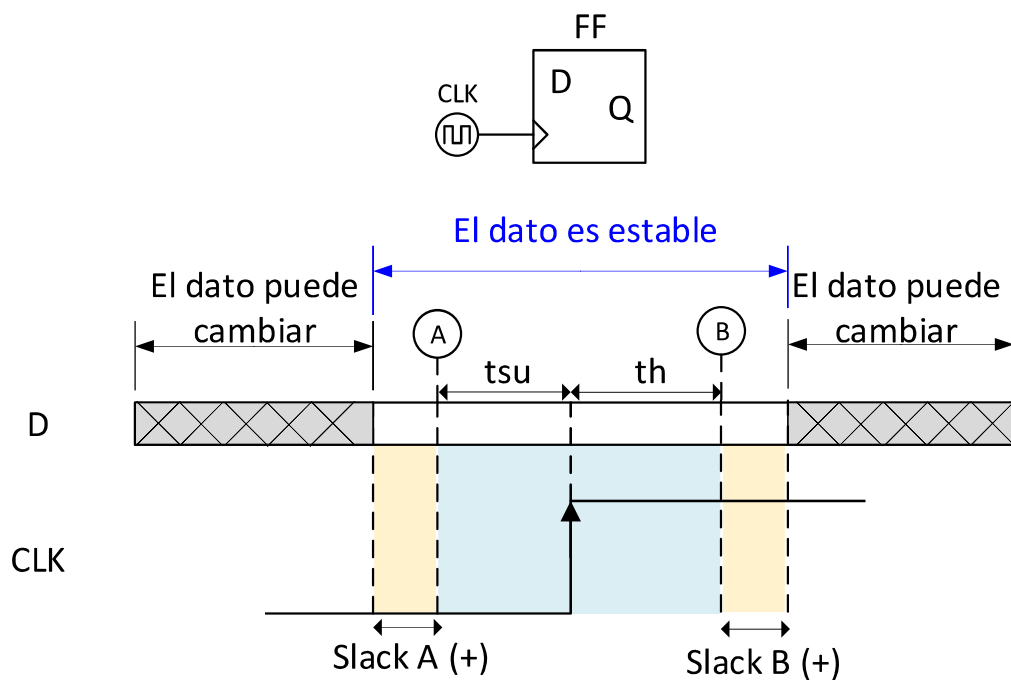 FF
D
Q
CLK
El dato es estable
El dato puede
cambiar
El dato puede
cambiar
A
B
tsu
th
D
CLK
Slack A (+)
Slack B (+)